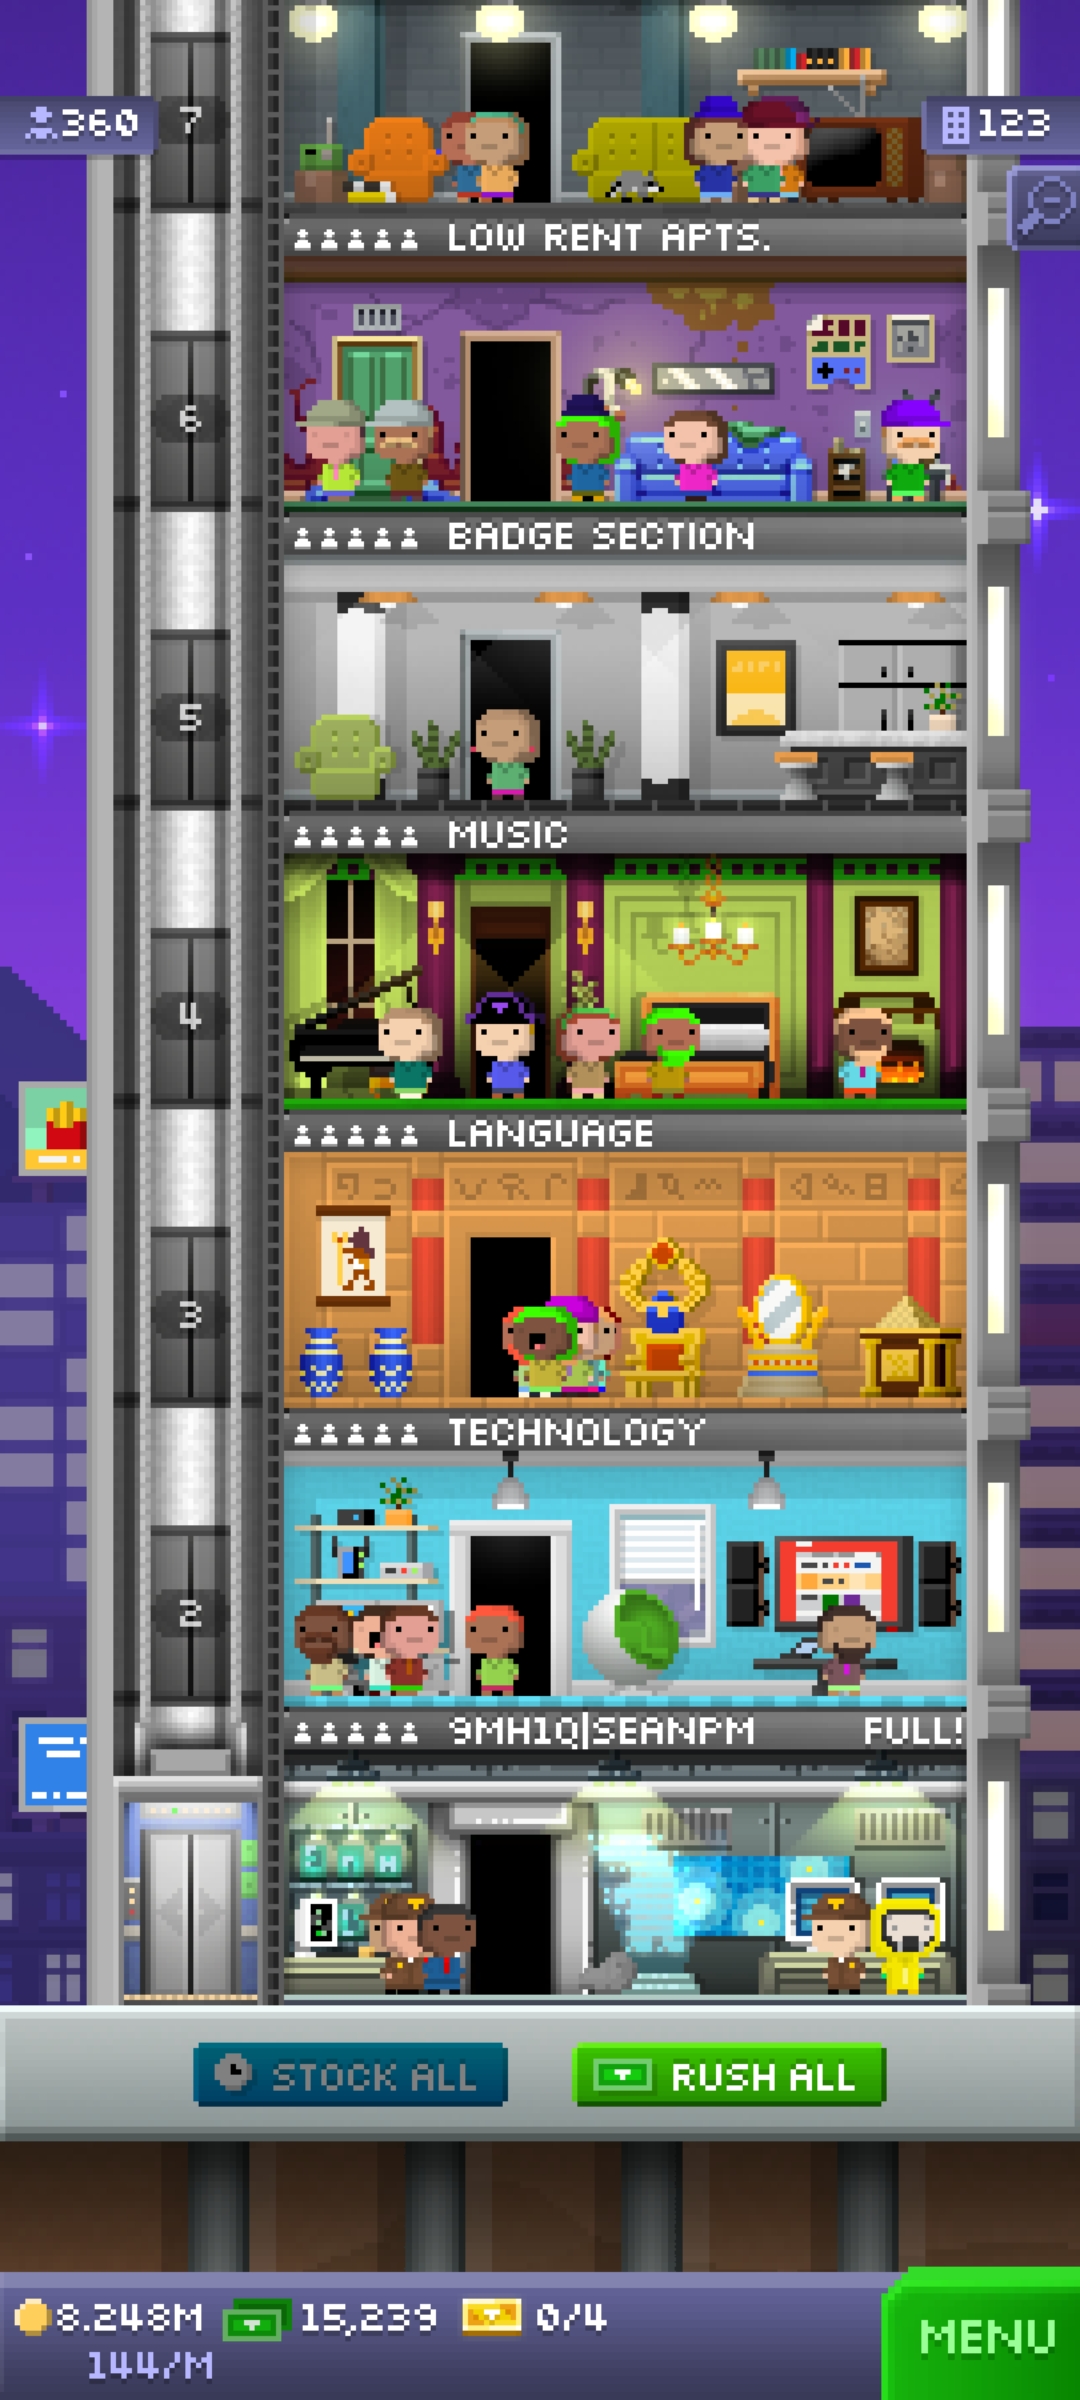 7
360
123
LOW RENT APTS.
6
BADGE SECTION
5
MUSIC
4
LANGUAGE
3
TECHNOLOGY
2
9MH1Q|SEANPM FULL!
STOCK ALL
RUSH ALL
8.248M 15,239 0/4
144/M
MENU